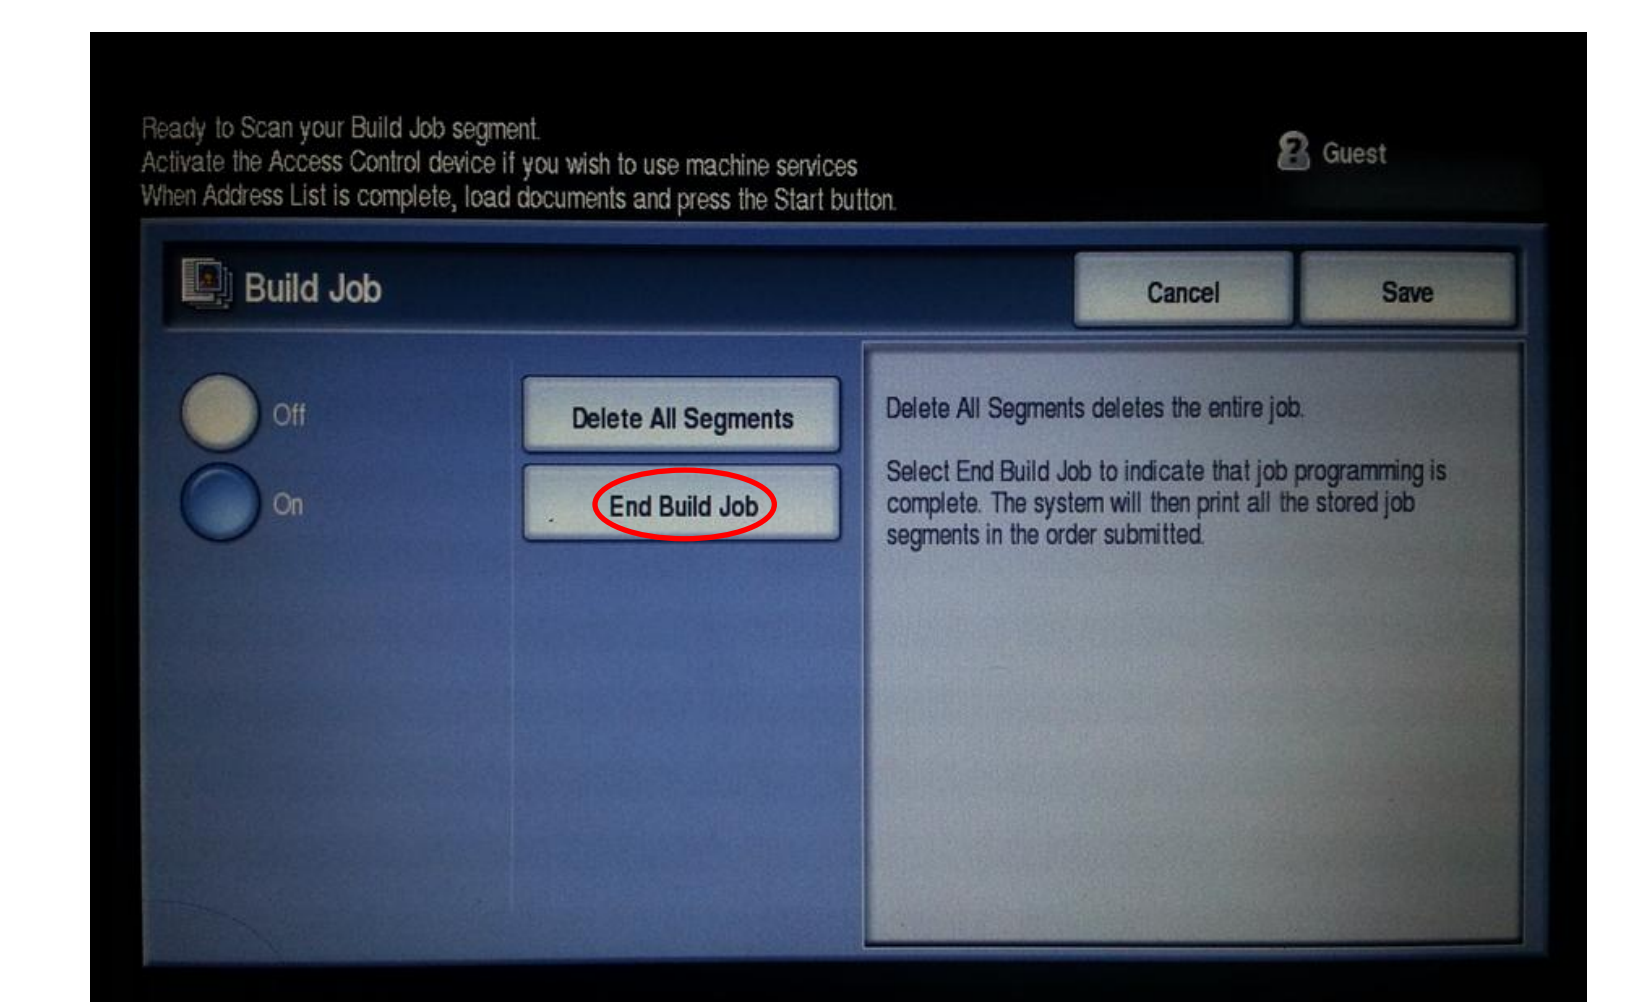 Ready to Scan your Build Job segment.
Activate the Access Control device if you wish to use machine services
When Address List is complete, load documents and press the Start button.
Guest
Build Job
Cancel
Save
Off
On
Delete All Segments
End Build Job
Delete All Segments deletes the entire job.
Select End Build Job to indicate that job programming is
complete. The system will then print all the stored job
segments in the order submitted.